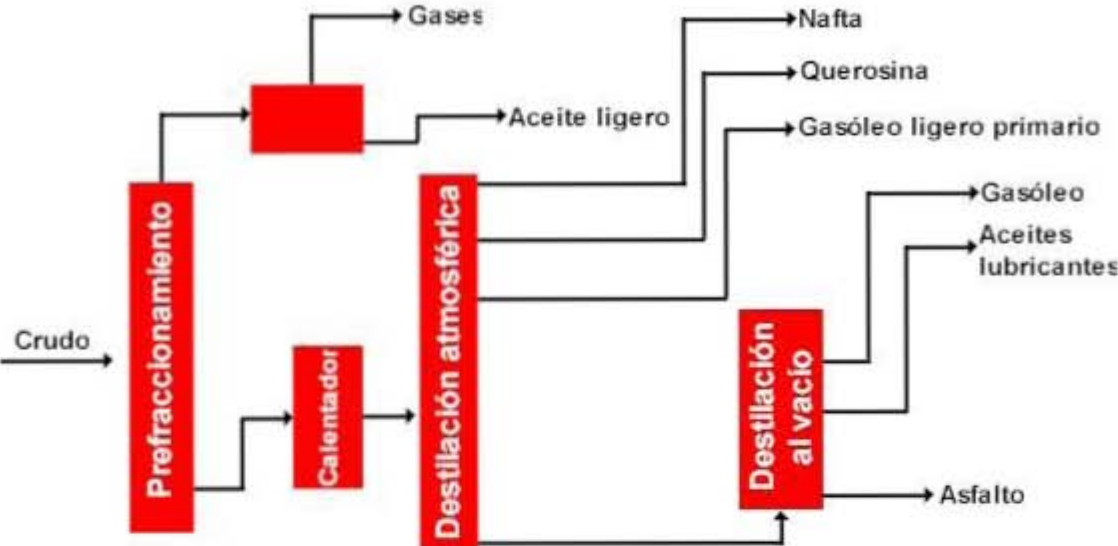 Gases
Nafta
Querosina
Aceite ligero
Gasóleo ligero primario
Gasóleo
Aceites
lubricantes
Crudo
Prefraccionamiento
Calentador
Destilación atmosférica
Destilación
al vacío
Asfalto